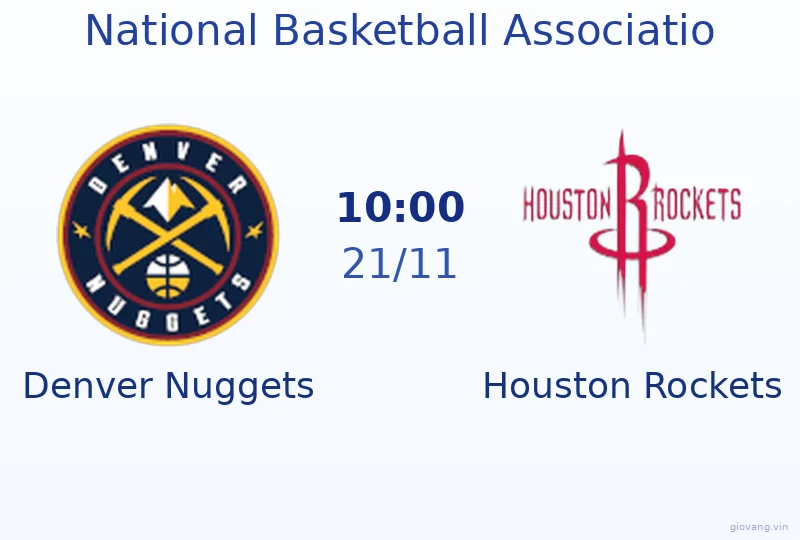 National Basketball Associatio
DENVER
NUGGETS
10:00
21/11
HOUSTON ROCKETS
Denver Nuggets
Houston Rockets
giovang.vin